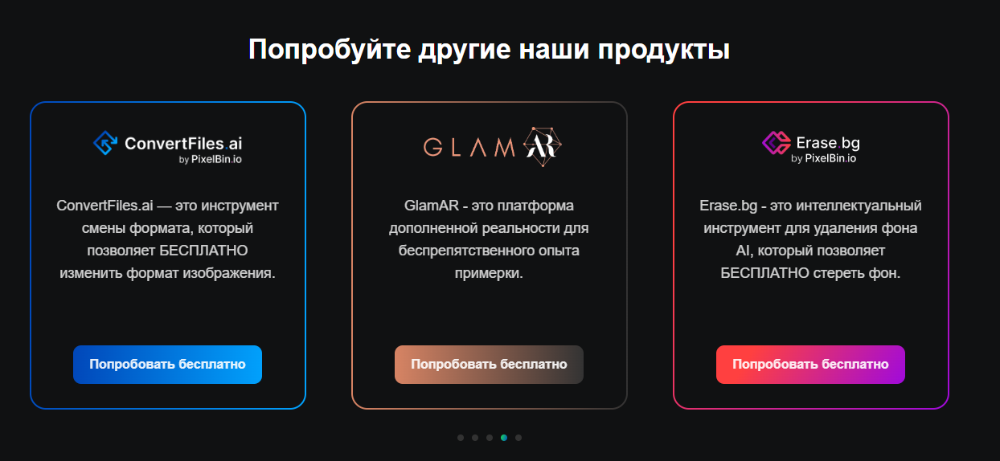 Попробуйте другие наши продукты
ConvertFiles.ai
by PixelBin.io
ConvertFiles.ai — это инструмент
смены формата, который
позволяет БЕСПЛАТНО
изменить формат изображения.
Попробовать бесплатно
GLAM AR
GlamAR - это платформа
дополненной реальности для
беспрепятственного опыта
примерки.
Попробовать бесплатно
Erase.bg
by PixelBin.io
Erase.bg - это интеллектуальный
инструмент для удаления фона
AI, который позволяет
БЕСПЛАТНО стереть фон.
Попробовать бесплатно